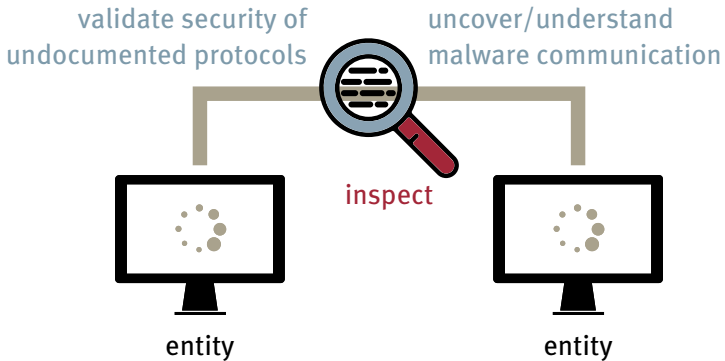 validate security of
undocumented protocols
uncover/understand
malware communication
inspect
entity
entity